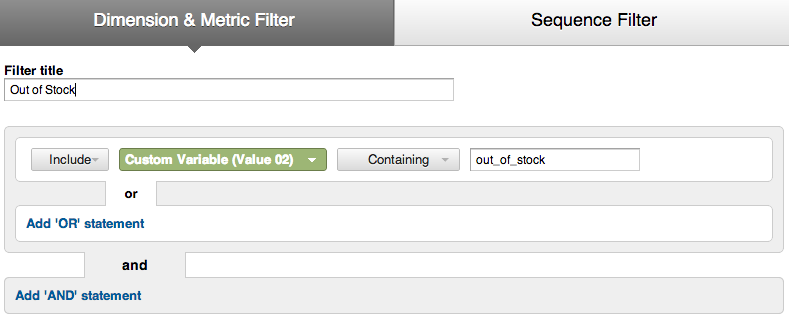 Dimension & Metric Filter Sequence Filter
Filter title
Out of Stock
Include Custom Variable (Value 02) Containing out_of_stock
or
Add 'OR' statement
and
Add 'AND' statement